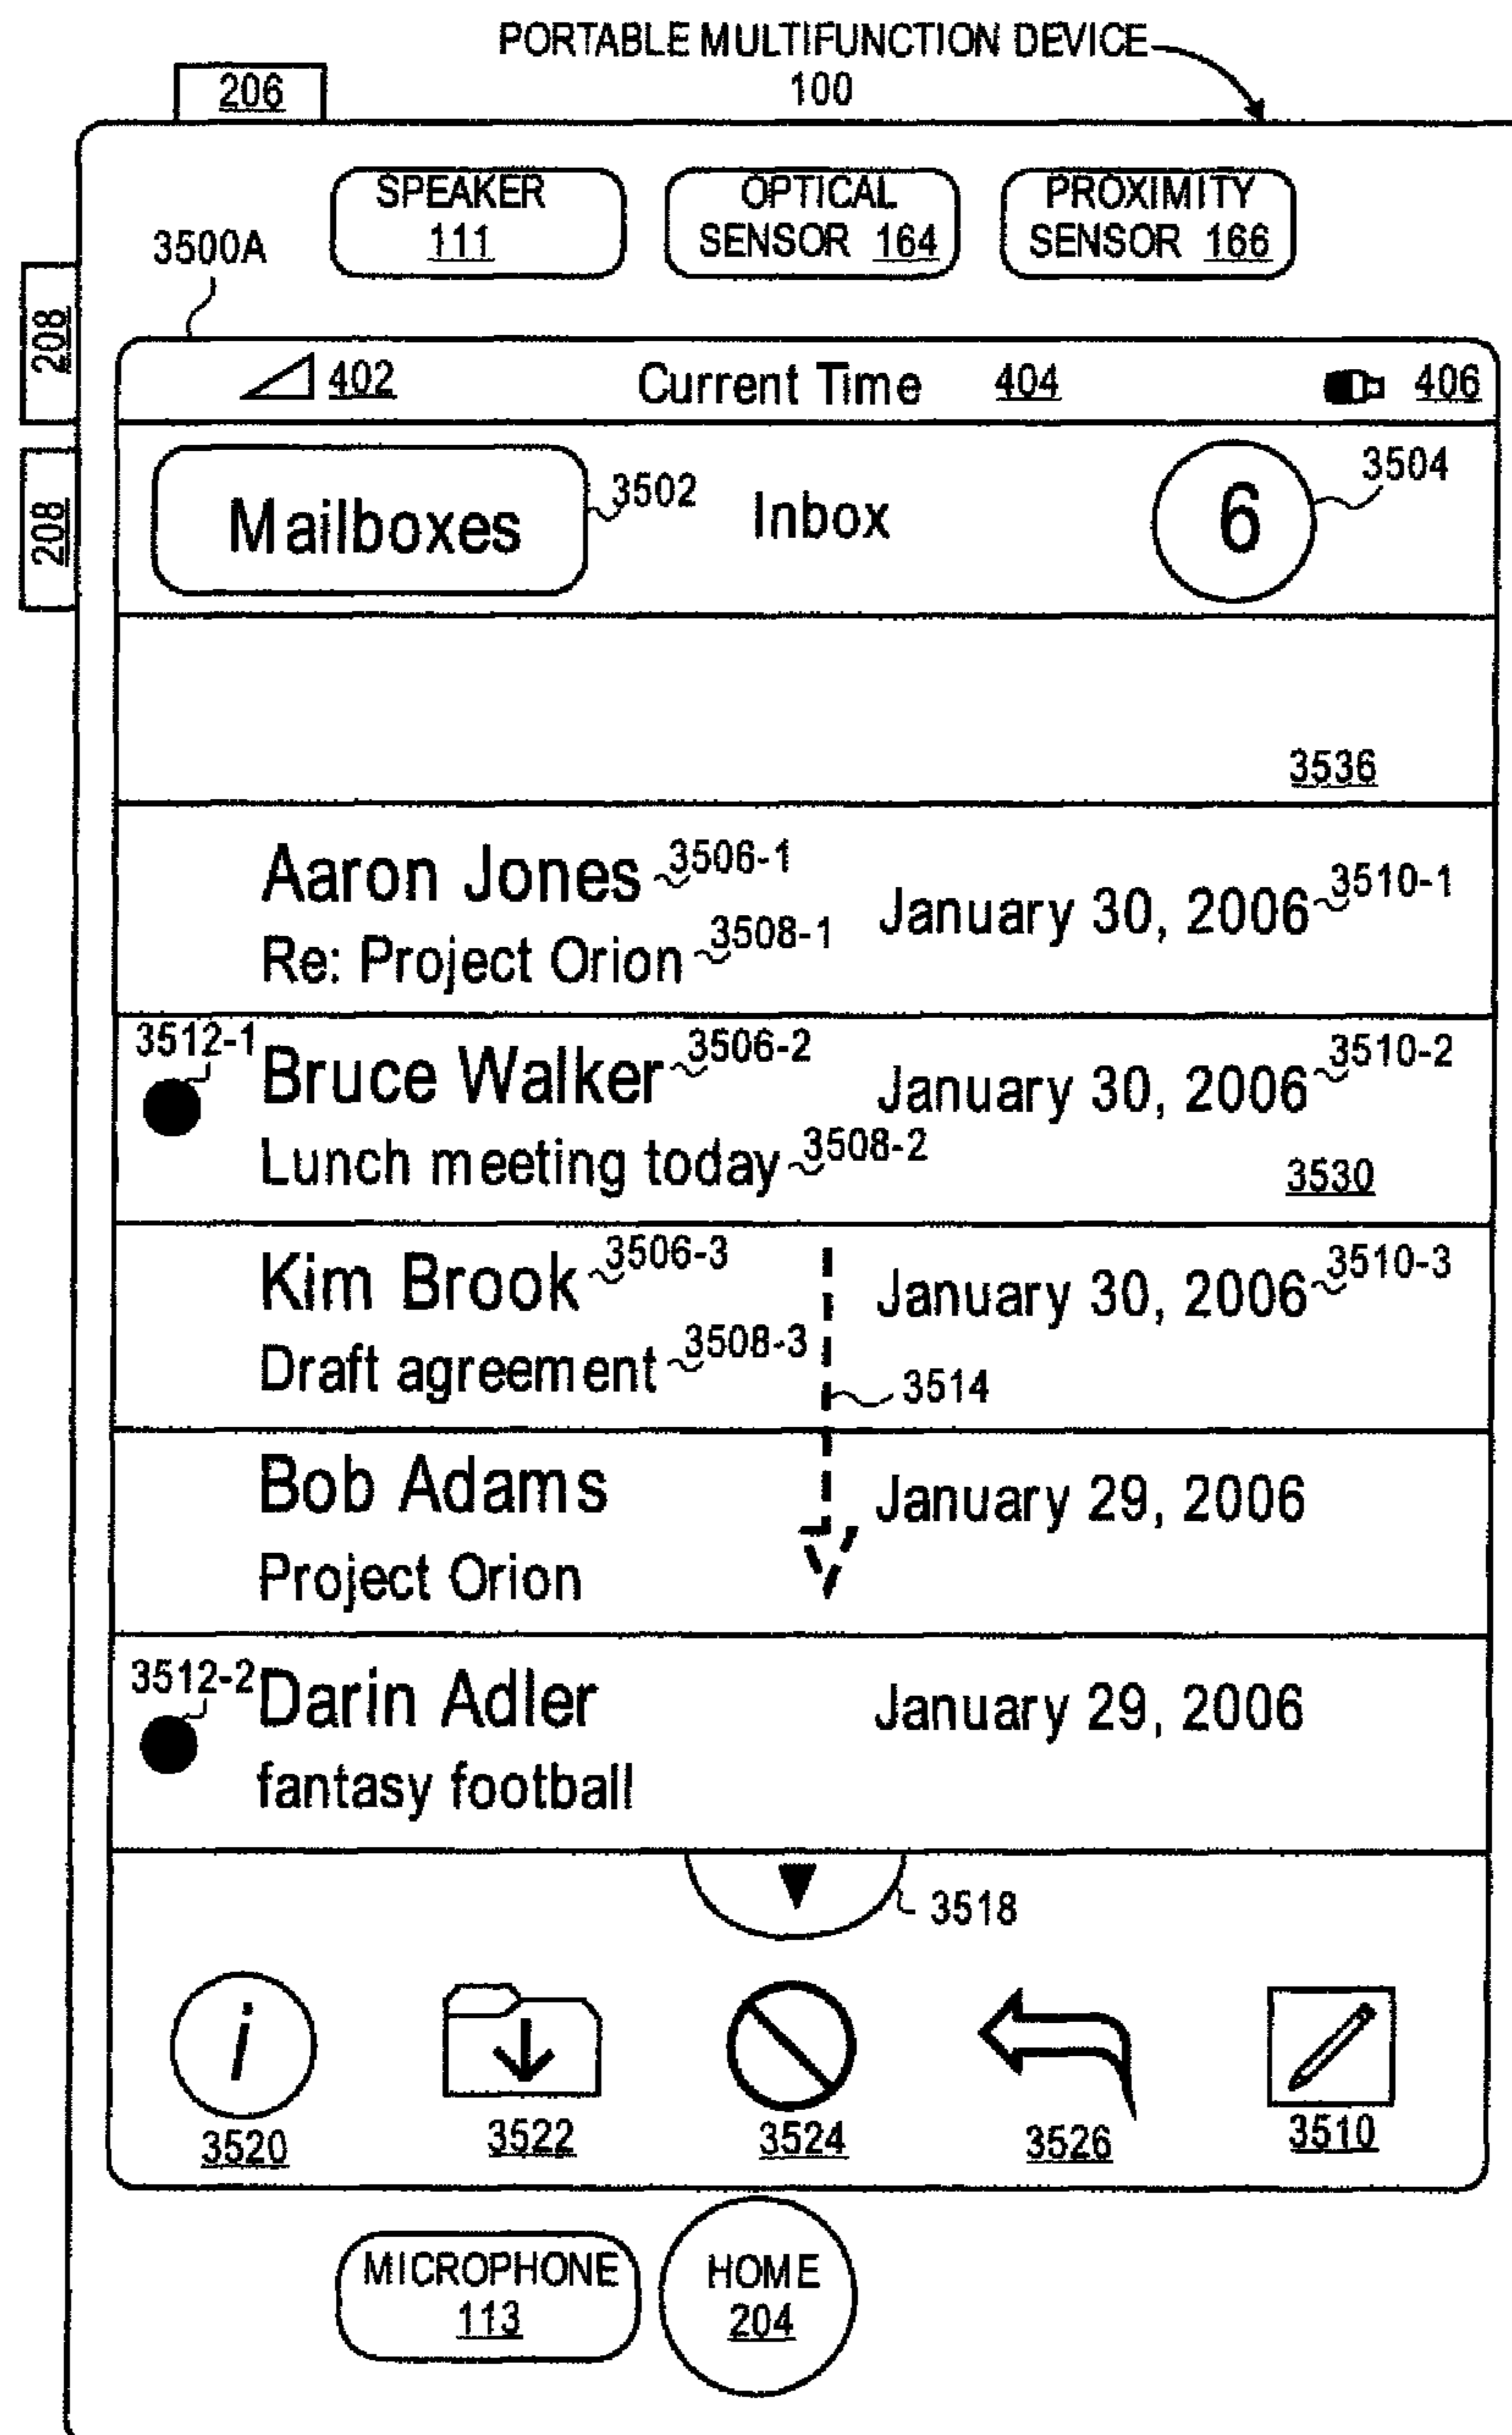 PORTABLE MULTIFUNCTION DEVICE
100
206
SPEAKER
111
OPTICAL
SENSOR 164
PROXIMITY
SENSOR 166
3500A
208
208
402 Current Time 404 406
Mailboxes 3502 Inbox 6 3504
3536
Aaron Jones 3506-1
January 30, 2006 3510-1
Re: Project Orion 3508-1
3512-1
Bruce Walker 3506-2
January 30, 2006 3510-2
Lunch meeting today 3508-2
3530
Kim Brook 3506-3
January 30, 2006 3510-3
Draft agreement 3508-3
3514
Bob Adams
January 29, 2006
Project Orion
3512-2
Darin Adler
January 29, 2006
fantasy football
3518
i
3520 3522 3524 3526 3510
MICROPHONE
113
HOME
204